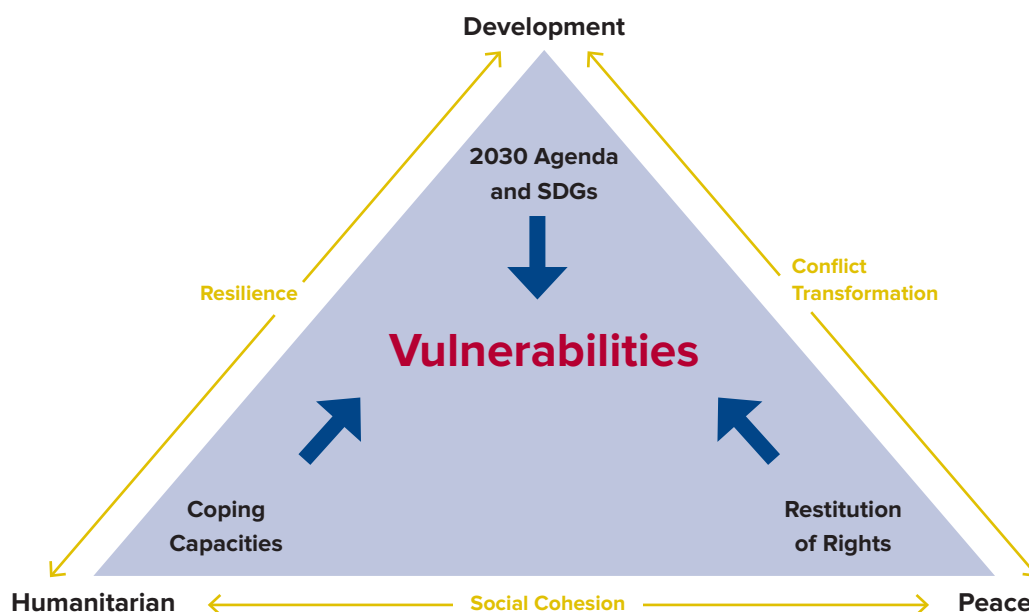 Development
2030 Agenda
and SDGs
Resilience
Conflict
Transformation
Vulnerabilities
Coping
Capacities
Restitution
of Rights
Humanitarian
Social Cohesion
Peace